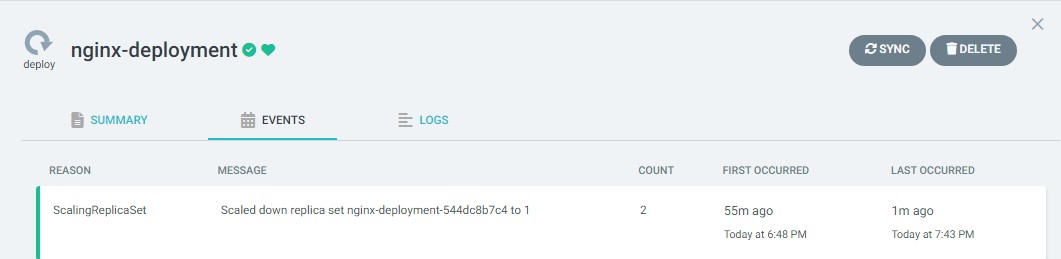 nginx-deployment
deploy
SYNC
DELETE
SUMMARY
EVENTS
LOGS
REASON MESSAGE COUNT FIRST OCCURRED LAST OCCURRED
ScalingReplicaSet Scaled down replica set nginx-deployment-544dc8b7c4 to 1 2 55m ago 1m ago
Today at 6:48 PM Today at 7:43 PM